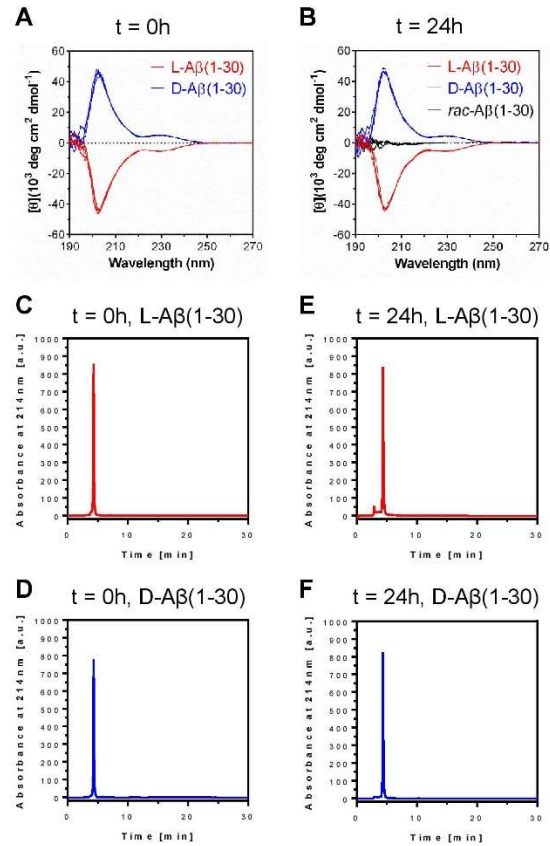 A
t = 0h
[θ](10³ deg cm² dmol⁻¹)
60
40
20
0
-20
-40
-60
L-Aβ(1-30)
D-Aβ(1-30)
190 210 230 250 270
Wavelength (nm)
B
t = 24h
[θ](10³ deg cm² dmol⁻¹)
60
40
20
0
-20
-40
-60
L-Aβ(1-30)
D-Aβ(1-30)
rac-Aβ(1-30)
190 210 230 250 270
Wavelength (nm)
C
t = 0h, L-Aβ(1-30)
Absorbance at 214nm [a.u.]
1000
900
800
700
600
500
400
300
200
100
0
0 10 20 30
Time [min]
E
t = 24h, L-Aβ(1-30)
Absorbance at 214nm [a.u.]
1000
900
800
700
600
500
400
300
200
100
0
0 10 20 30
Time [min]
D
t = 0h, D-Aβ(1-30)
Absorbance at 214nm [a.u.]
1000
900
800
700
600
500
400
300
200
100
0
0 10 20 30
Time [min]
F
t = 24h, D-Aβ(1-30)
Absorbance at 214nm [a.u.]
1000
900
800
700
600
500
400
300
200
100
0
0 10 20 30
Time [min]